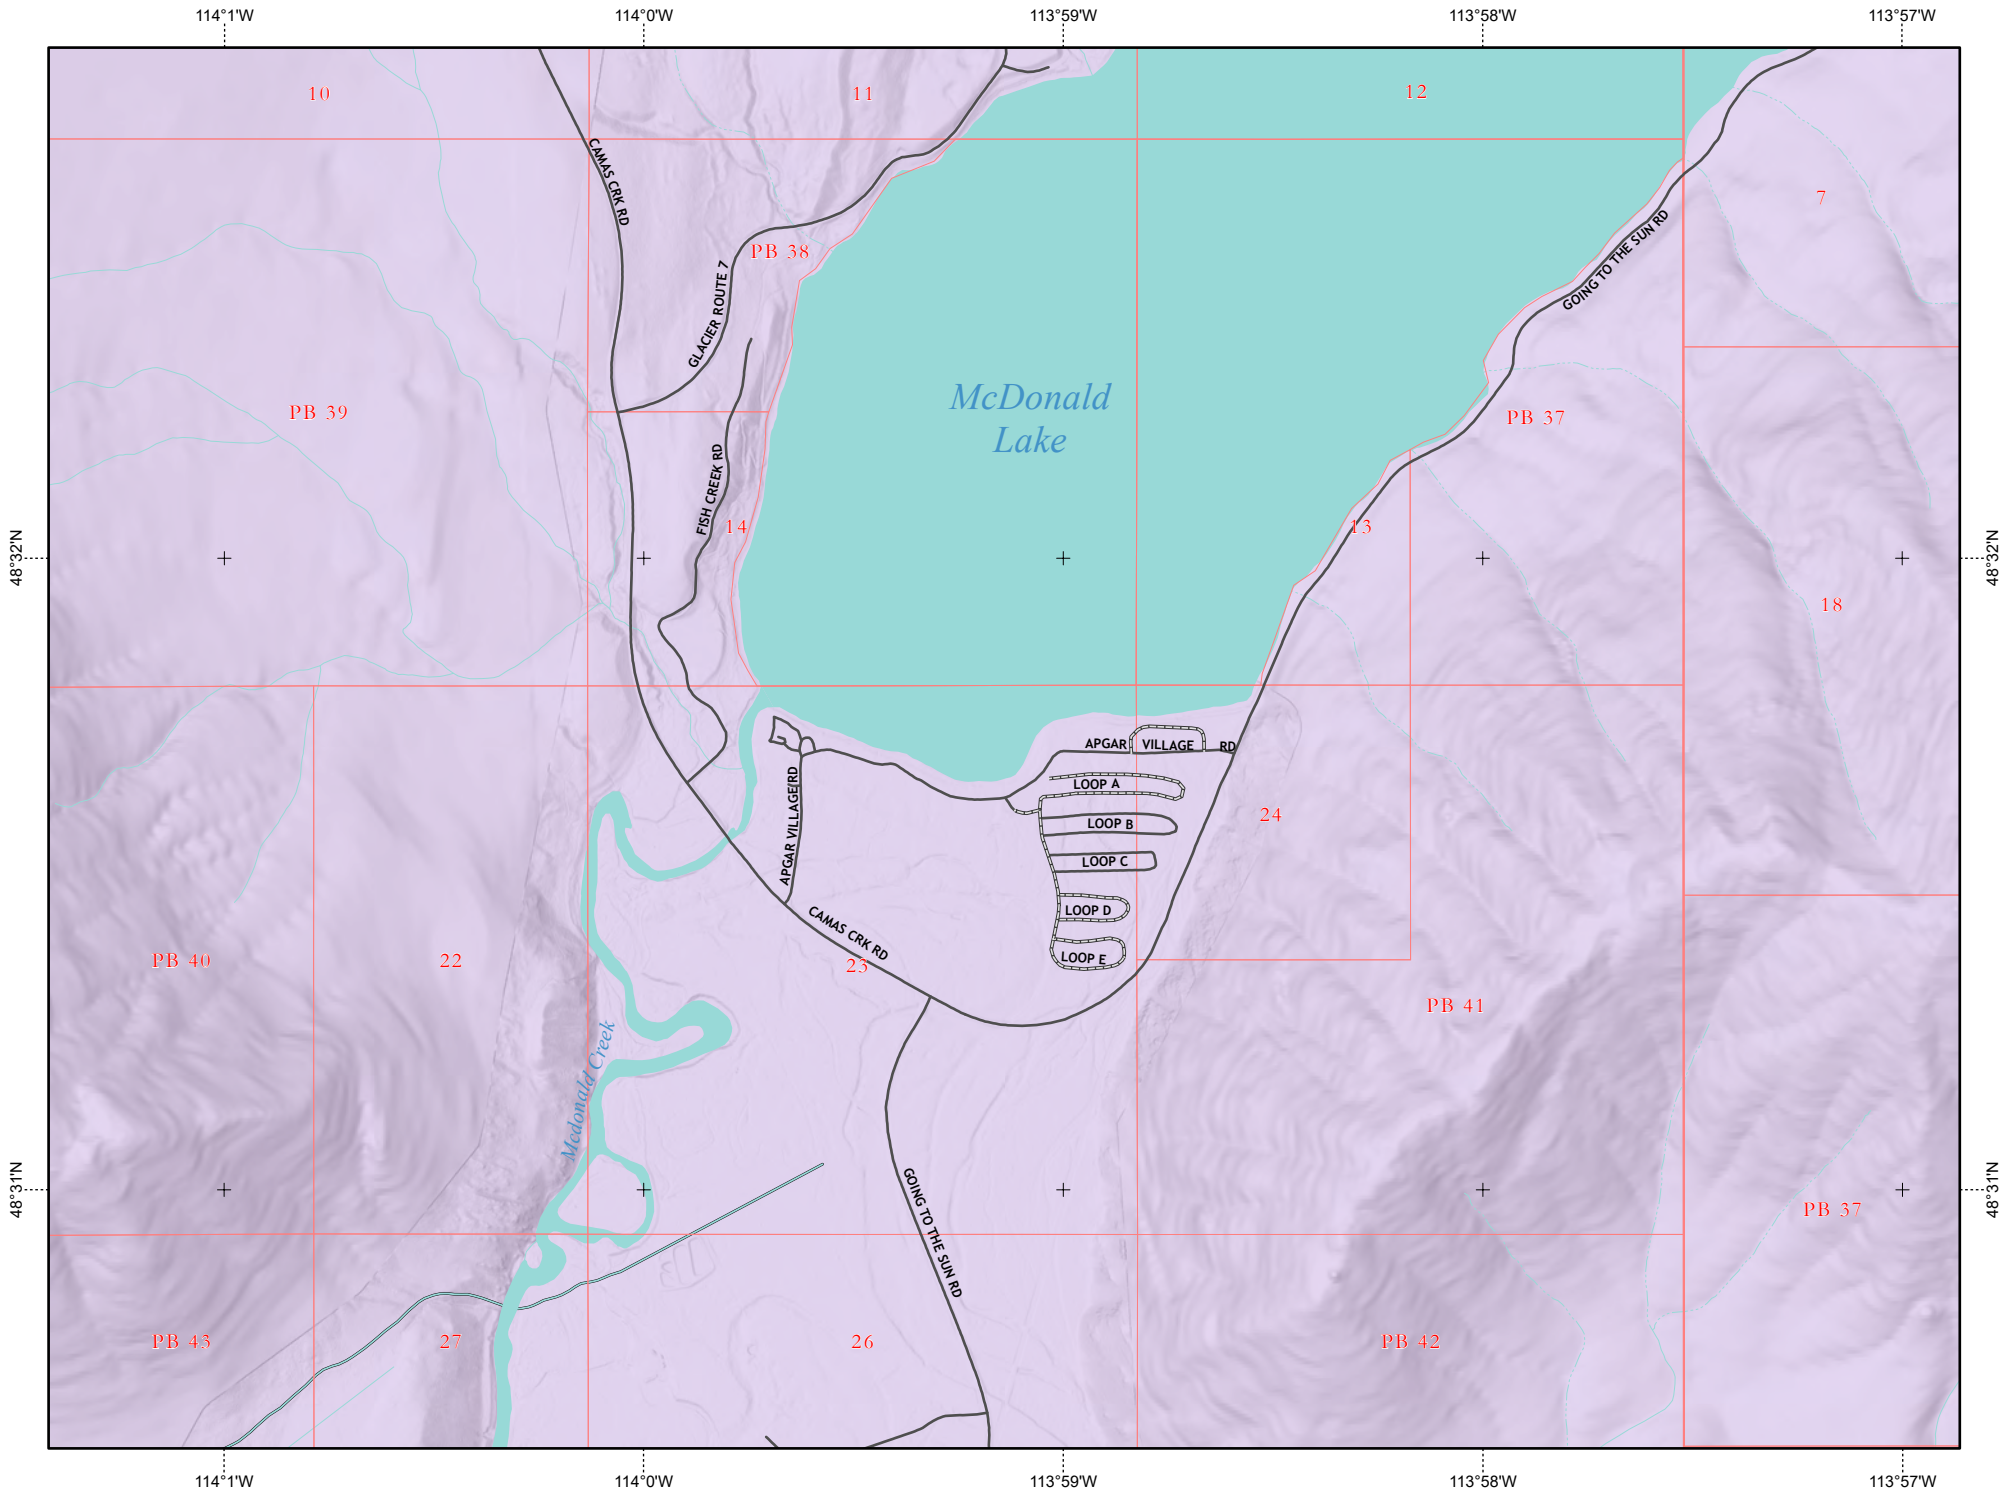 114°1'W
114°0'W
113°59'W
113°58'W
113°57'W
10
11
12
CAMAS CRK RD
7
GOING TO THE SUN RD
PB 38
GLACIER ROUTE 7
McDonald
Lake
PB 39
PB 37
FISH CREEK RD
14
13
48°32'N
48°32'N
18
APGAR VILLAGE RD
LOOP A
APGAR VILLAGE RD
LOOP B
24
LOOP C
LOOP D
CAMAS CRK RD
LOOP E
PB 40
22
23
PB 41
Mcdonald Creek
48°31'N
48°31'N
GOING TO THE SUN RD
PB 37
PB 43
27
26
PB 42
114°1'W
114°0'W
113°59'W
113°58'W
113°57'W